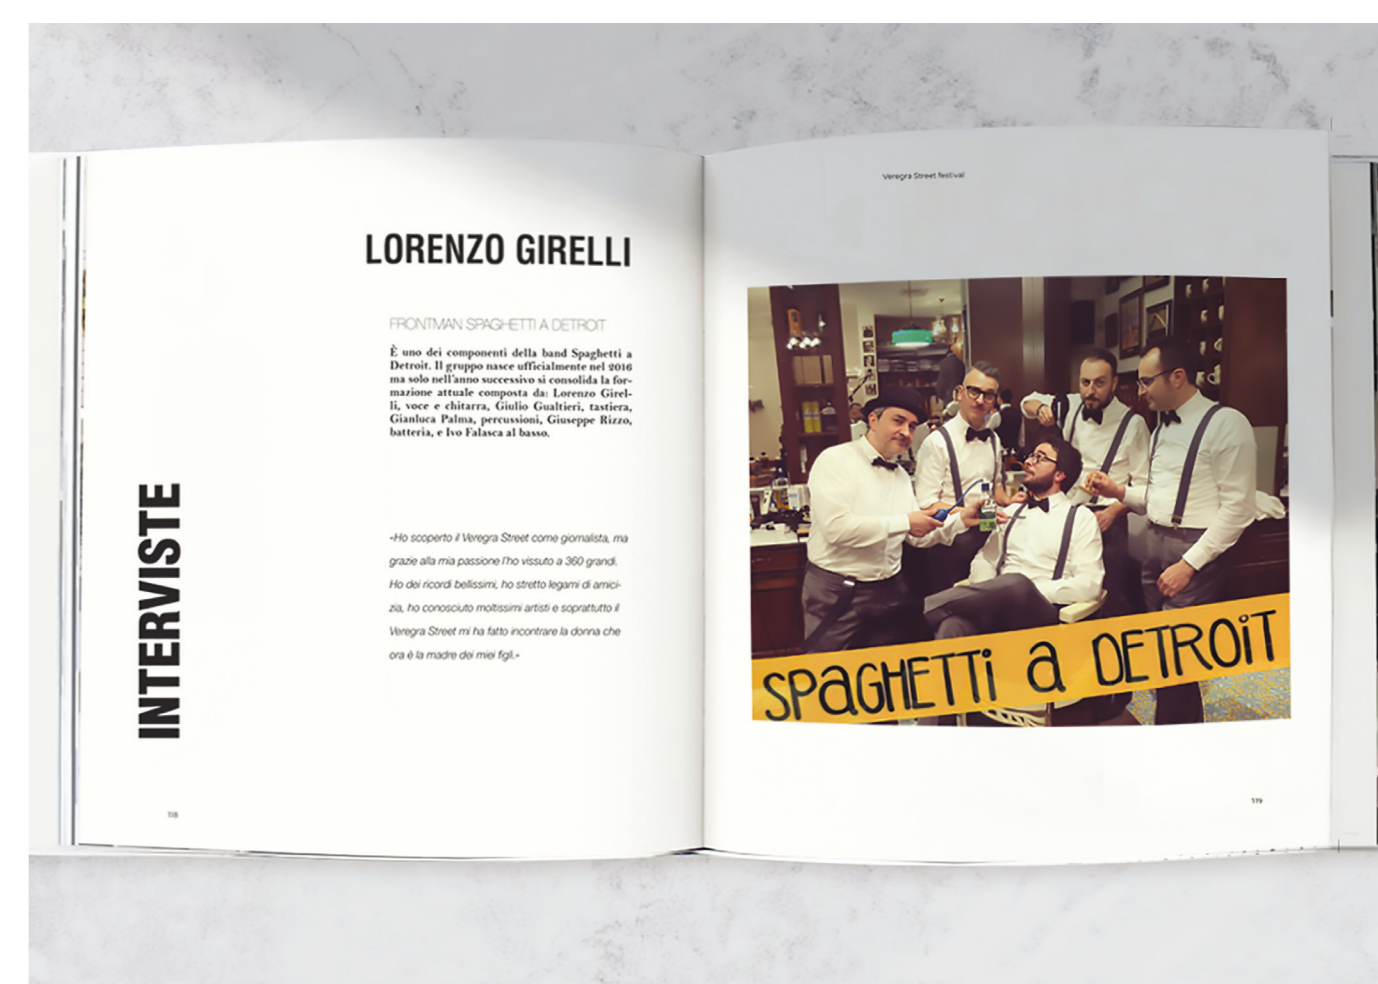 LORENZO GIRELLI
FRONTMAN SPAGHETTI A DETROIT
È uno dei componenti della band Spaghetti a
Detroit. Il gruppo nasce ufficialmente nel 2016
ma solo nell'anno successivo si consolida la for-
mazione attuale composta da: Lorenzo Girel-
li, voce e chitarra, Giulio Gualtieri, tastiera,
Gianluca Palma, percussioni, Giuseppe Rizzo,
batteria, e Ivo Falasca al basso.
«Ho scoperto il Veregra Street come giornalista, ma
grazie alla mia passione l'ho vissuto a 360 grandi.
Ho dei ricordi bellissimi, ho stretto legami di amici-
zia, ho conosciuto moltissimi artisti e soprattutto il
Veregra Street mi ha fatto incontrare la donna che
ora è la madre dei miei figli.»
INTERVISTE
118
Veregra Street festival
SPAGHETTi a DETROiT
119